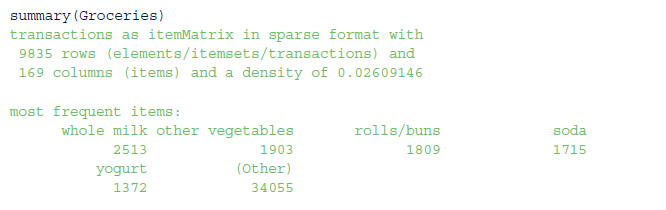 summary(Groceries)
transactions as itemMatrix in sparse format with
9835 rows (elements/itemsets/transactions) and
169 columns (items) and a density of 0.02609146
most frequent items:
whole milk other vegetables rolls/buns soda
2513 1903 1809 1715
yogurt (Other)
1372 34055